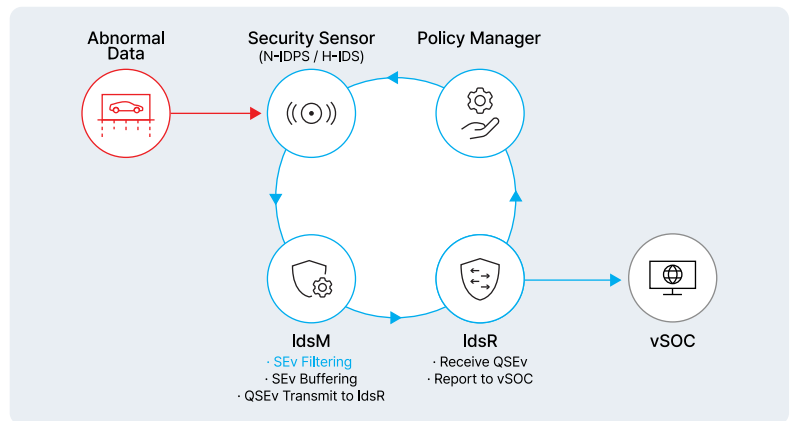 Abnormal
Data
Security Sensor
(N-IDPS / H-IDS)
Policy Manager
IdsM
· SEv Filtering
· SEv Buffering
· QSEv Transmit to IdsR
IdsR
· Receive QSEv
· Report to vSOC
vSOC